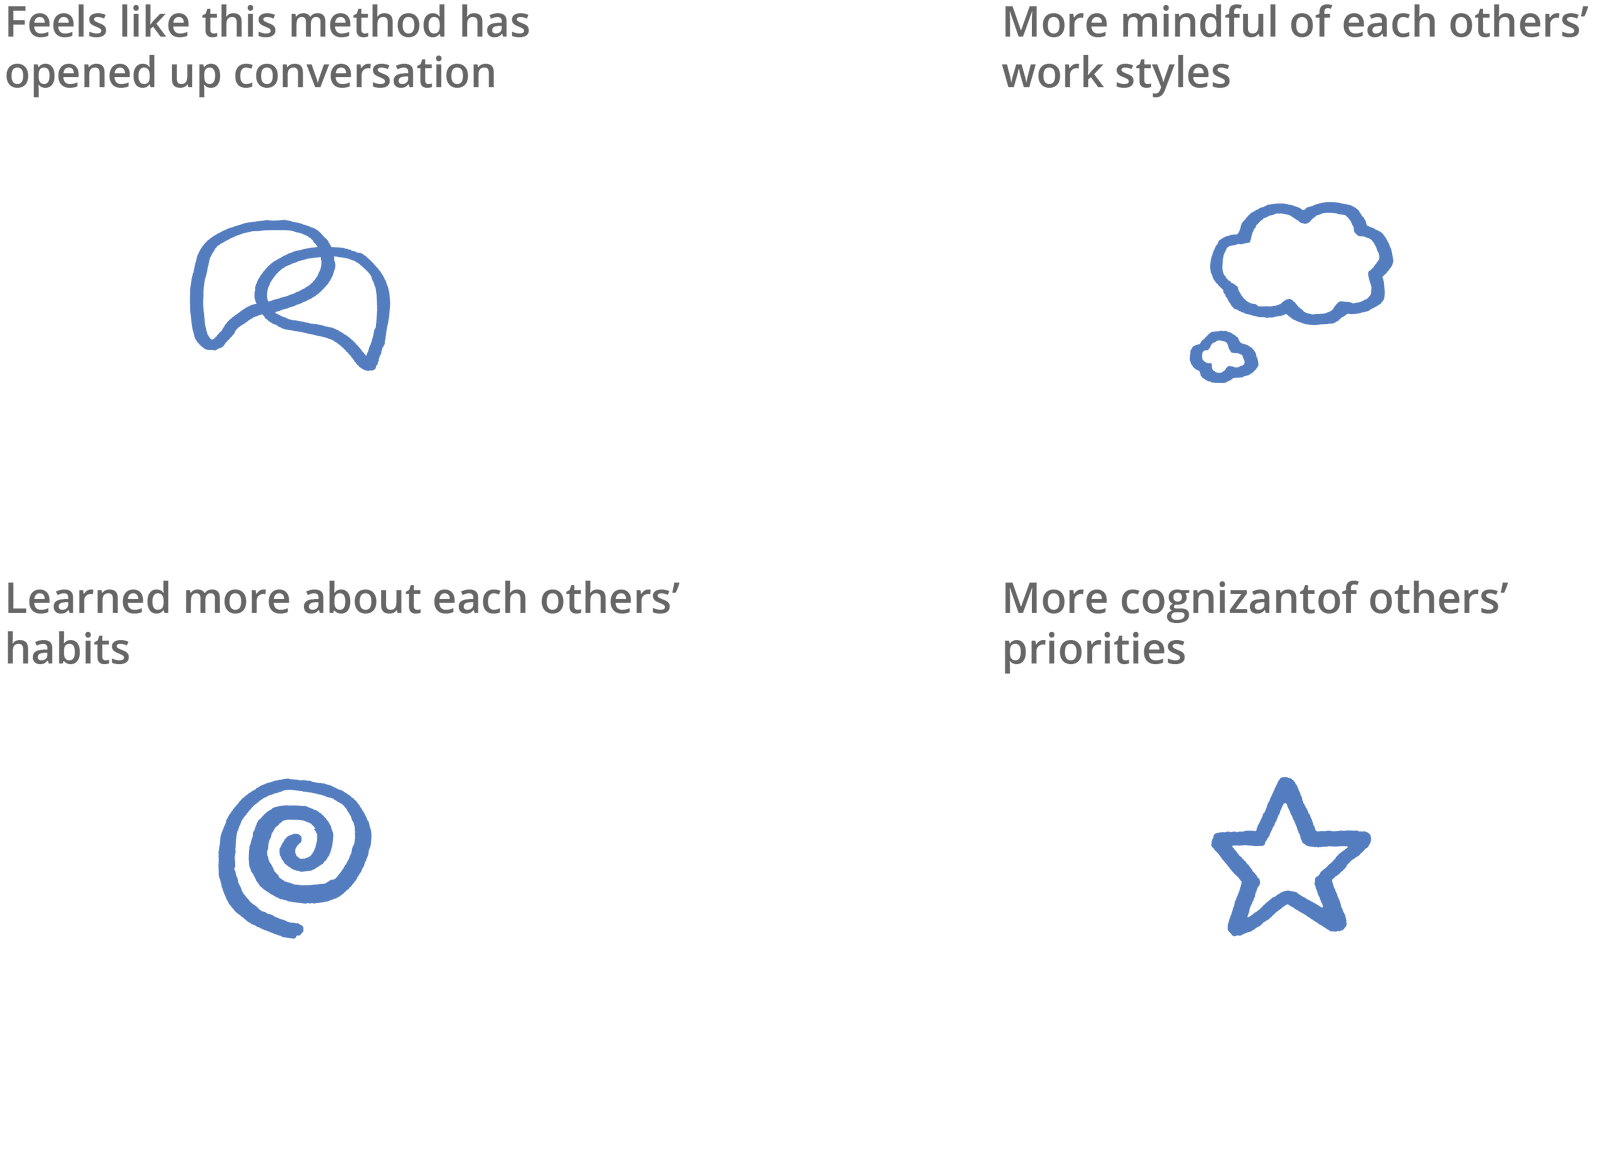 Feels like this method has
opened up conversation
More mindful of each others’
work styles
Learned more about each others’
habits
More cognizantof others’
priorities